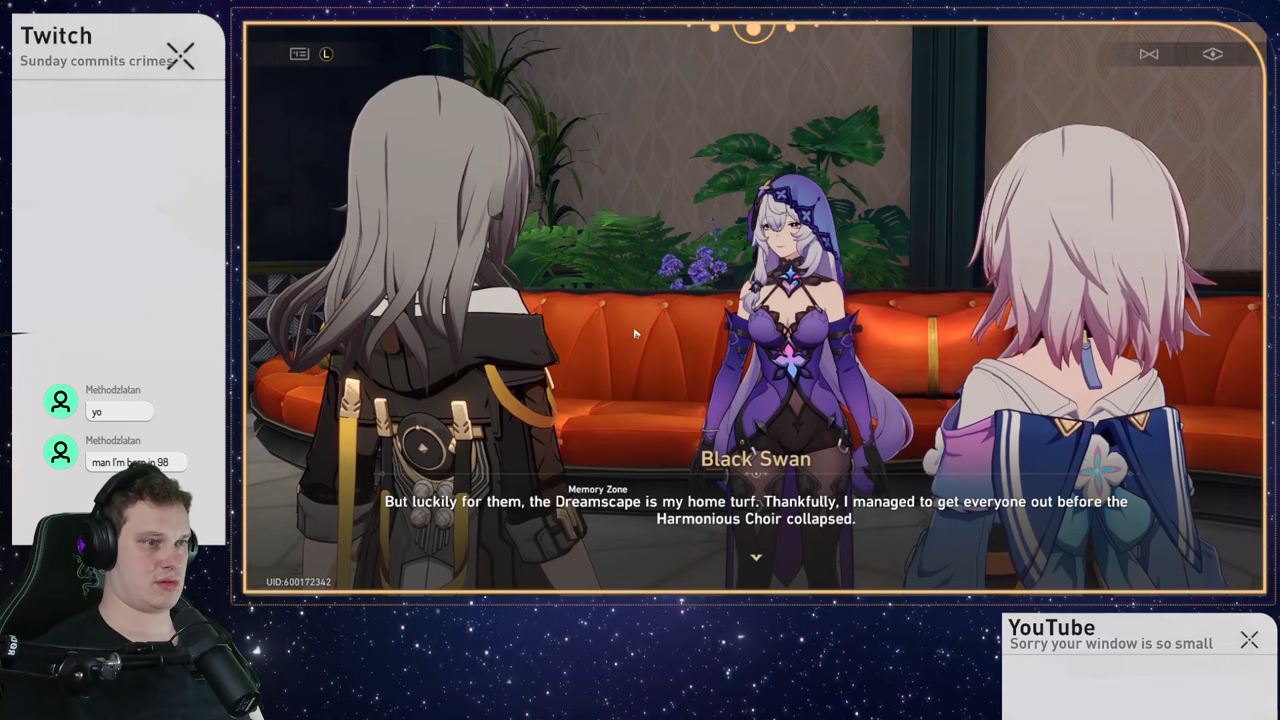 Twitch
Sunday commits crimes
L
Methodzlatan
yo
Methodzlatan
man I'm born in 98
Black Swan
Memory Zone
But luckily for them, the Dreamscape is my home turf. Thankfully, I managed to get everyone out before the
Harmonious Choir collapsed.
UID:600172342
YouTube
Sorry your window is so small